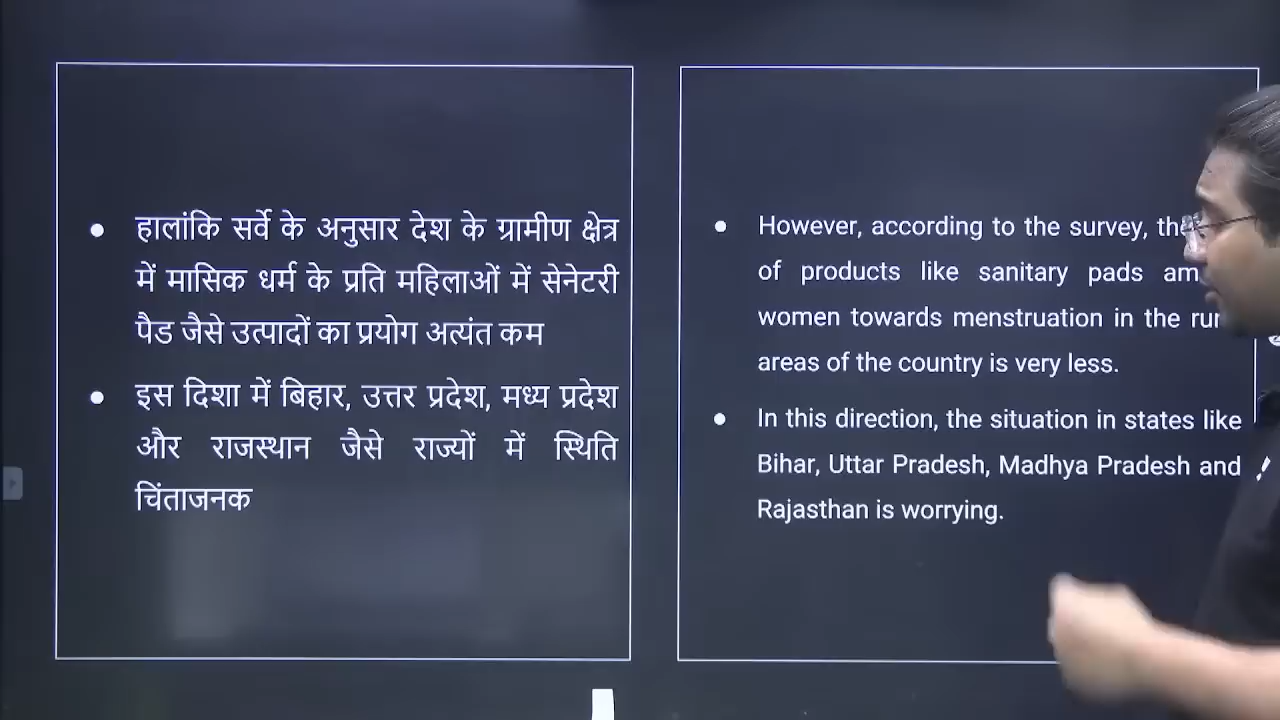 हालांकि सर्वे के अनुसार देश के ग्रामीण क्षेत्र
में मासिक धर्म के प्रति महिलाओं में सेनेटरी
पैड जैसे उत्पादों का प्रयोग अत्यंत कम
इस दिशा में बिहार, उत्तर प्रदेश, मध्य प्रदेश
और राजस्थान जैसे राज्यों में स्थिति
चिंताजनक
However, according to the survey,
of products like sanitary pads
women towards menstruation in the
areas of the country is very less.
In this direction, the situation in states like
Bihar, Uttar Pradesh, Madhya Pradesh and
Rajasthan is worrying.